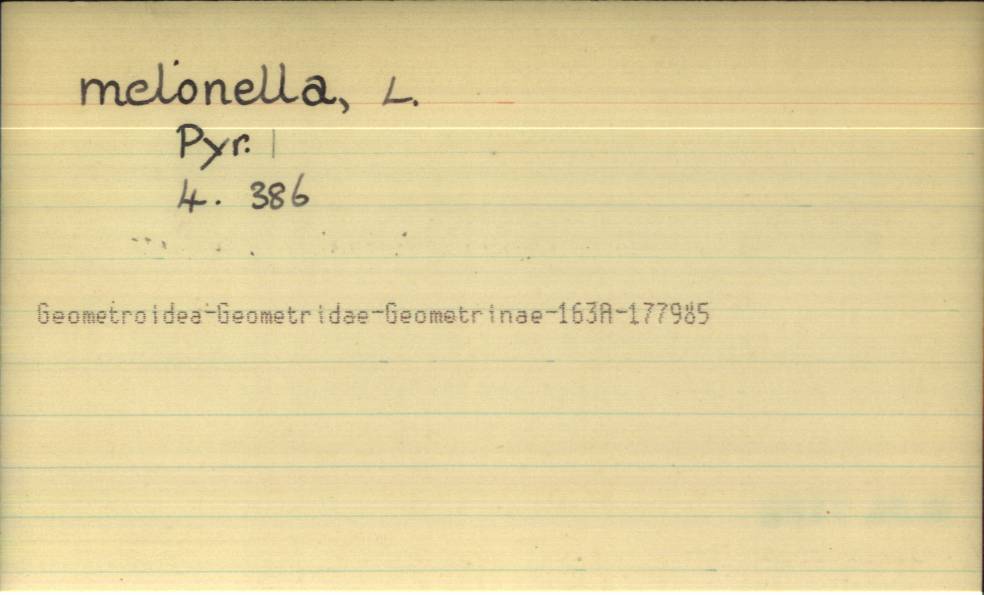 melonella, L.
Pyr.
4. 386
Geometroidea-Geometridae-Geometrinae-163A-177985